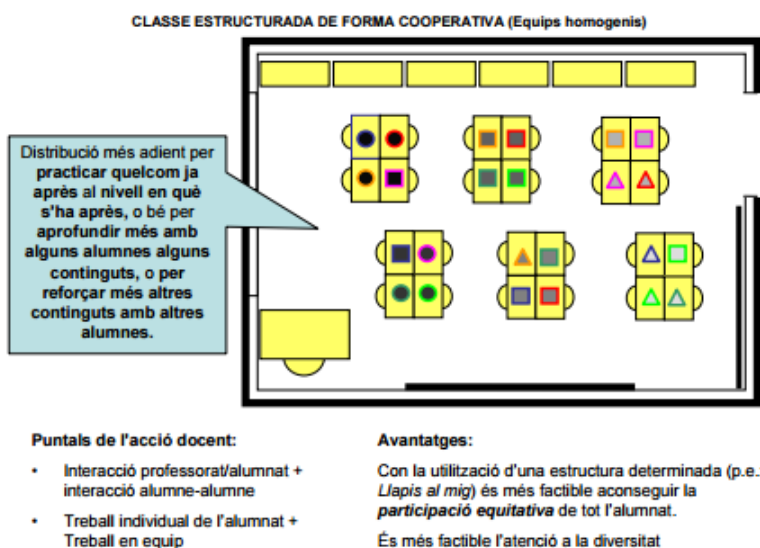 CLASSE ESTRUCTURADA DE FORMA COOPERATIVA (Equips homogenis)
Distribució més adient per
practicar quelcom ja
après al nivell en què
s'ha après, o bé per
aprofundir més amb
alguns alumnes alguns
continguts, o per
reforçar més altres
continguts amb altres
alumnes.
Puntals de l'acció docent:
• Interacció professorat/alumnat +
interacció alumne-alumne
• Treball individual de l'alumnat +
Treball en equip
Avantatges:
Con la utilització d'una estructura determinada (p.e.:
Llapis al mig) és més factible aconseguir la
participació equitativa de tot l'alumnat.
És més factible l'atenció a la diversitat